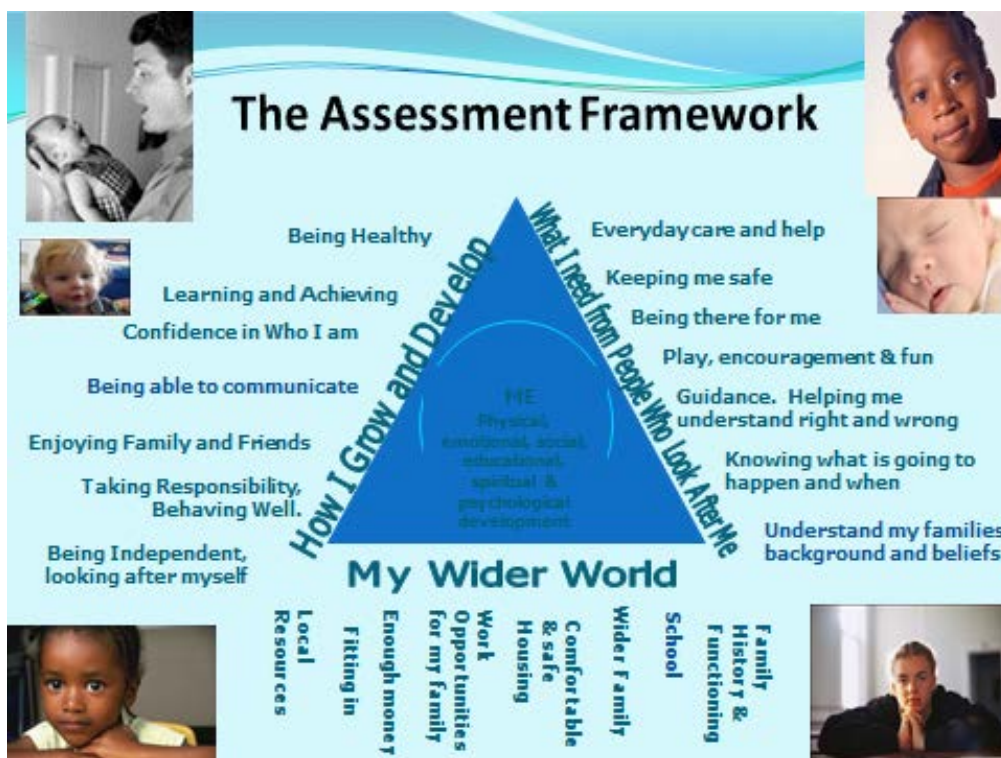 The Assessment Framework
Being Healthy
Learning and Achieving
Confidence in Who I am
Being able to communicate
Enjoying Family and Friends
Taking Responsibility,
Behaving Well.
Being Independent,
looking after myself
How I Grow and Develop
What I need from People Who Look After Me
Everyday care and help
Keeping me safe
Being there for me
Play, encouragement & fun
Guidance. Helping me
understand right and wrong
Knowing what is going to
happen and when
Understand my families
background and beliefs
ME
Physical,
emotional, social,
educational,
spiritual &
psychological
development
My Wider World
Local
Resources
Fitting in
Enough money
for my family
Work
Opportunities
Comfortable
& safe
Housing
Wider Family
School
Family
History &
Functioning